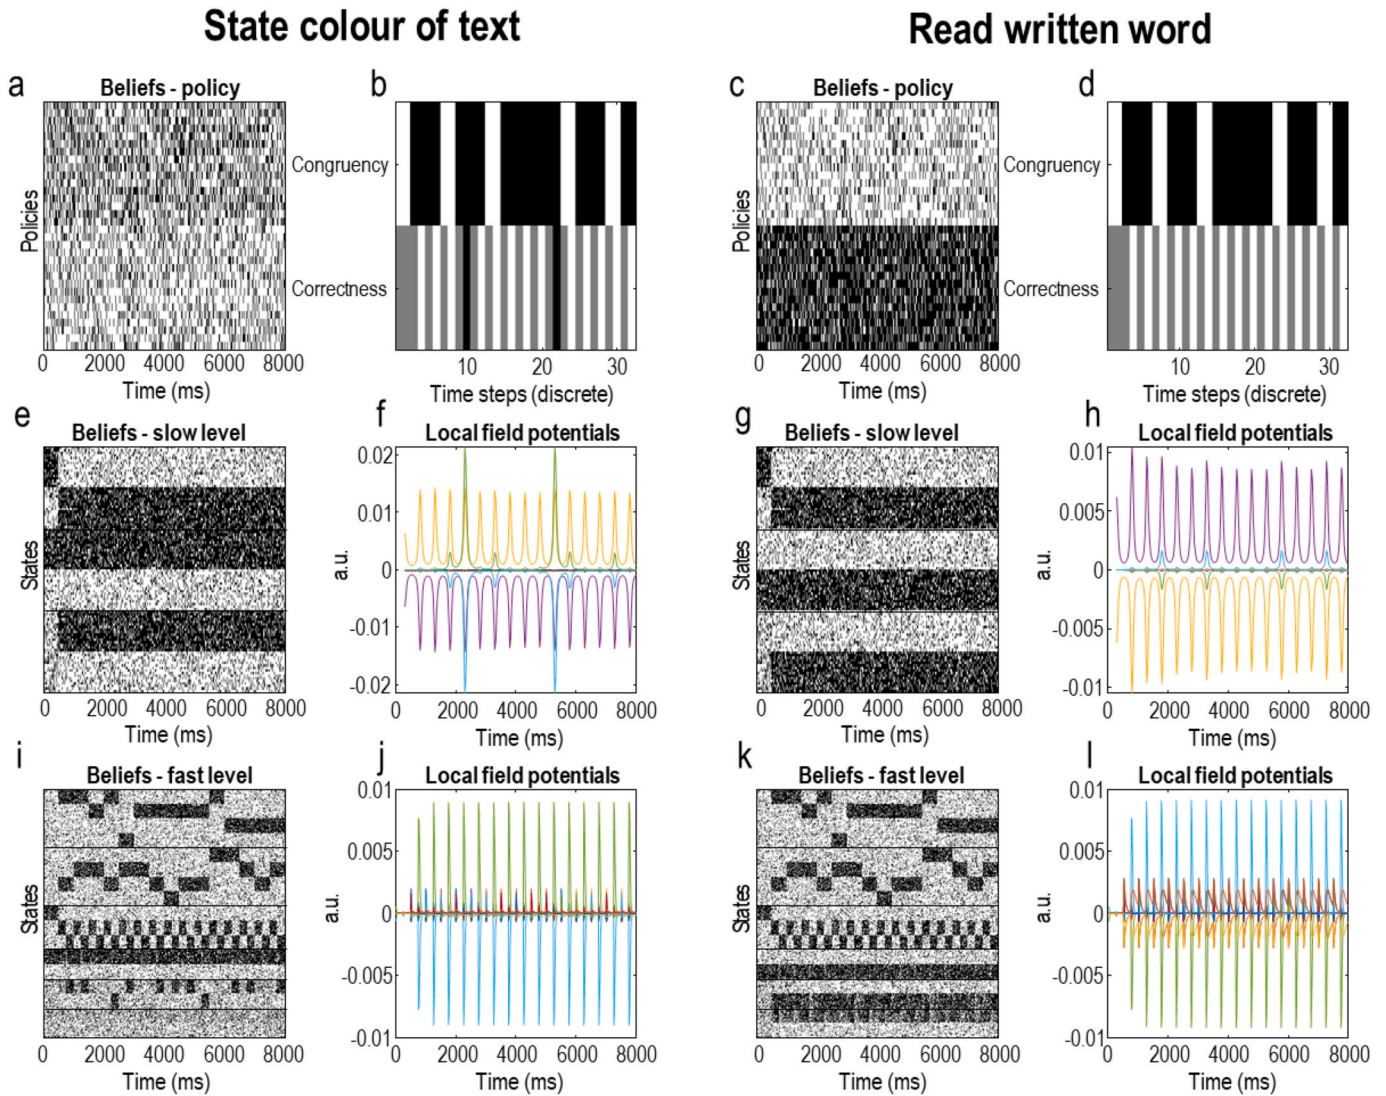 State colour of text
Read written word
a
Beliefs - policy
b
c
Beliefs - policy
d
Policies
Congruency
Correctness
0 2000 4000 6000 8000
Time (ms)
10 20 30
Time steps (discrete)
Policies
Congruency
Correctness
0 2000 4000 6000 8000
Time (ms)
10 20 30
Time steps (discrete)
e
Beliefs - slow level
f
Local field potentials
g
Beliefs - slow level
h
Local field potentials
States
0 2000 4000 6000 8000
Time (ms)
a.u.
0.02
0.01
0
-0.01
-0.02
0 2000 4000 6000 8000
Time (ms)
States
0 2000 4000 6000 8000
Time (ms)
a.u.
0.01
0.005
0
-0.005
-0.01
0 2000 4000 6000 8000
Time (ms)
i
Beliefs - fast level
j
Local field potentials
k
Beliefs - fast level
l
Local field potentials
States
0 2000 4000 6000 8000
Time (ms)
a.u.
0.01
0.005
0
-0.005
-0.01
0 2000 4000 6000 8000
Time (ms)
States
0 2000 4000 6000 8000
Time (ms)
a.u.
0.01
0.005
0
-0.005
-0.01
0 2000 4000 6000 8000
Time (ms)